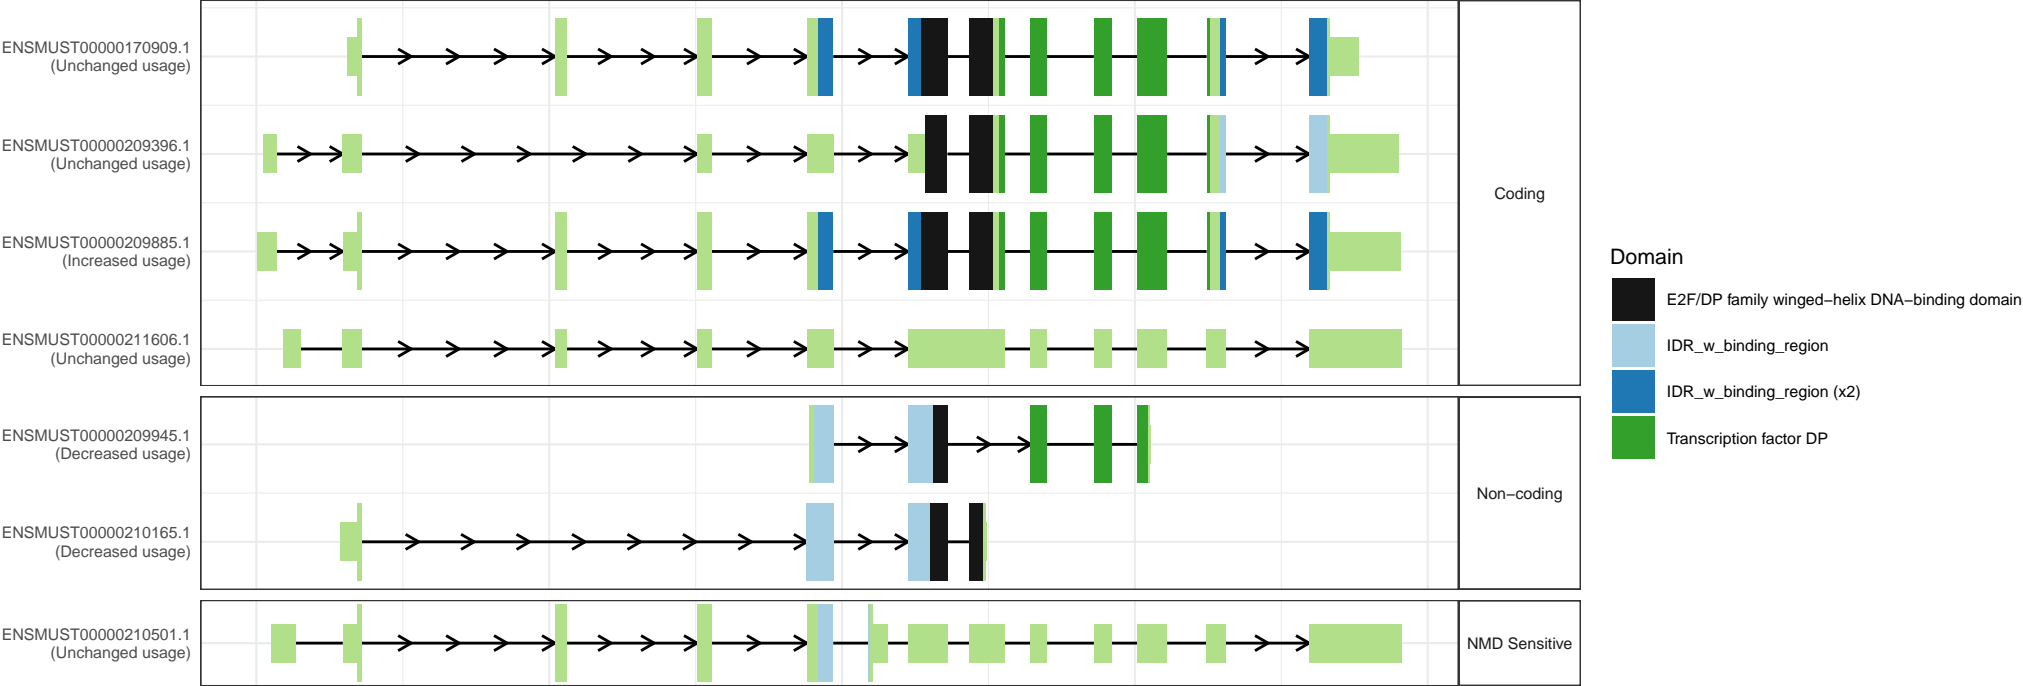 ENSMUST00000170909.1
(Unchanged usage)
ENSMUST00000209396.1
(Unchanged usage)
ENSMUST00000209885.1
(Increased usage)
ENSMUST00000211606.1
(Unchanged usage)
Coding
ENSMUST00000209945.1
(Decreased usage)
ENSMUST00000210165.1
(Decreased usage)
Non−coding
ENSMUST00000210501.1
(Unchanged usage)
NMD Sensitive
Domain
E2F/DP family winged−helix DNA−binding domain
IDR_w_binding_region
IDR_w_binding_region (x2)
Transcription factor DP